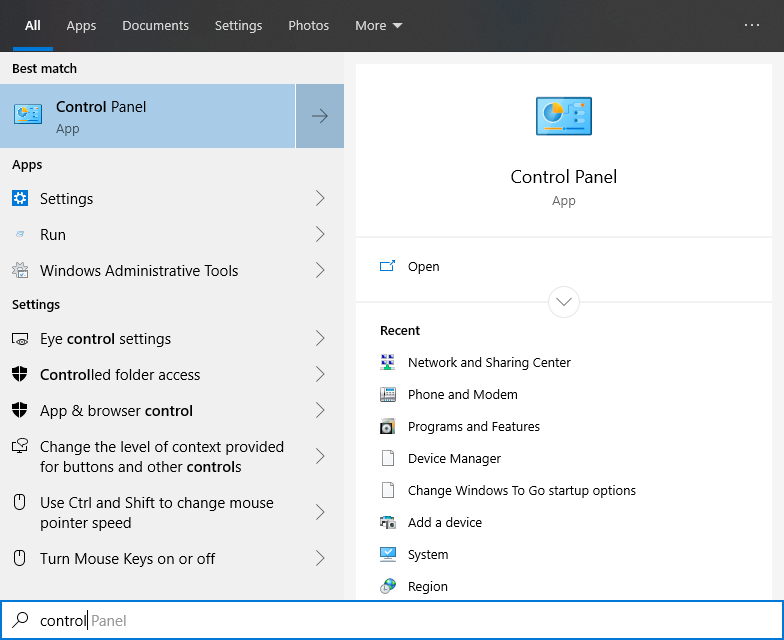 All Apps Documents Settings Photos More ...
Best match
Control Panel
App
Apps
Settings
Run
Windows Administrative Tools
Settings
Eye control settings
Controlled folder access
App & browser control
Change the level of context provided
for buttons and other controls
Use Ctrl and Shift to change mouse
pointer speed
Turn Mouse Keys on or off
Control Panel
App
Open
Recent
Network and Sharing Center
Phone and Modem
Programs and Features
Device Manager
Change Windows To Go startup options
Add a device
System
Region
control Panel